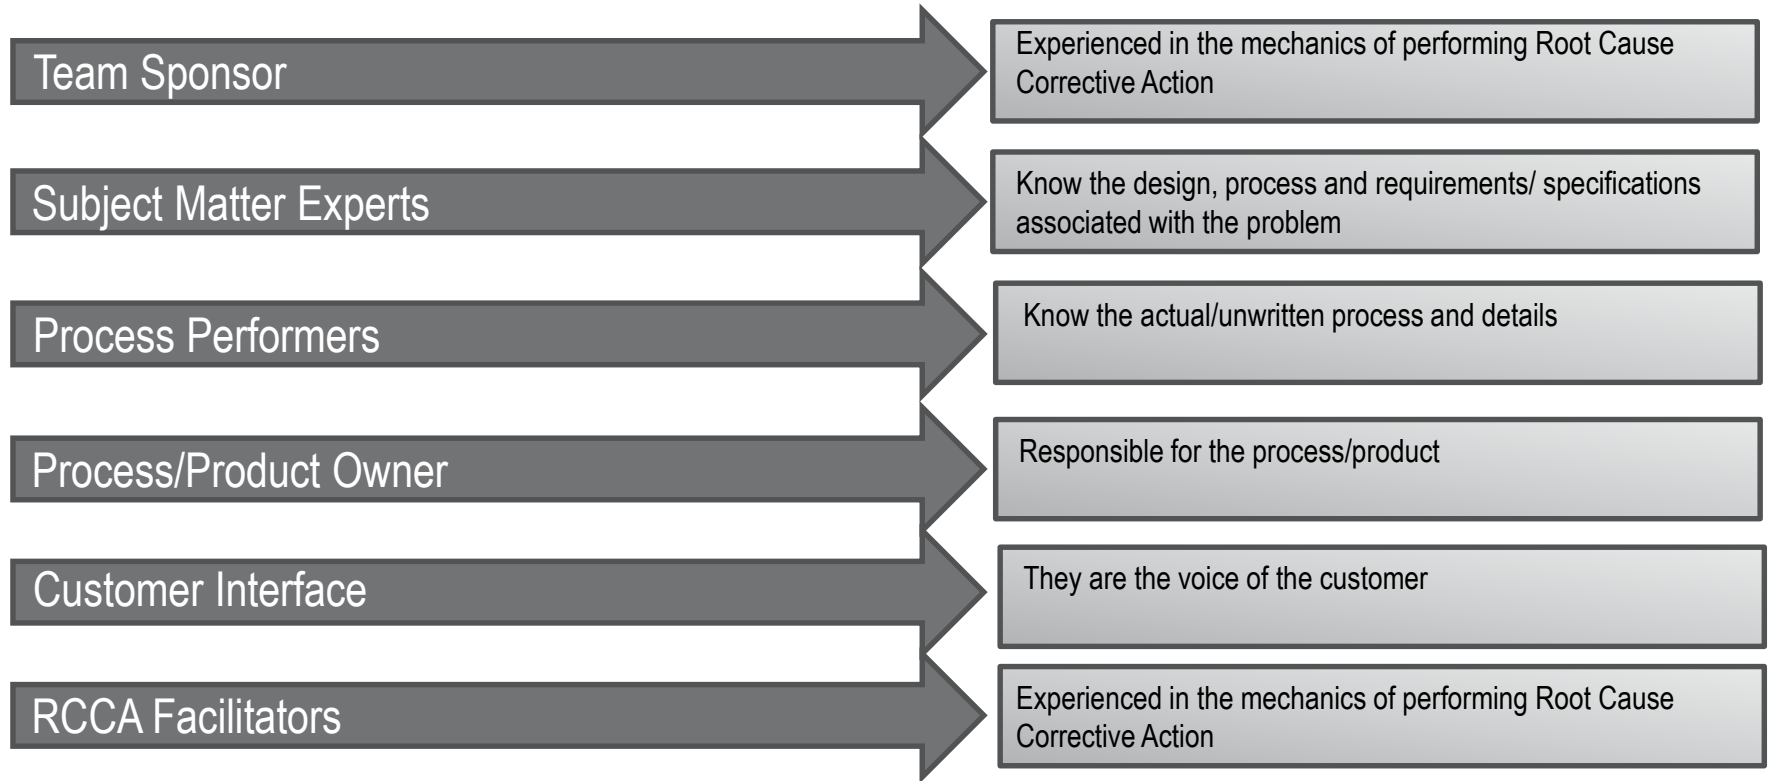 Team Sponsor
Experienced in the mechanics of performing Root Cause
Corrective Action
Subject Matter Experts
Know the design, process and requirements/ specifications
associated with the problem
Process Performers
Know the actual/unwritten process and details
Process/Product Owner
Responsible for the process/product
Customer Interface
They are the voice of the customer
RCCA Facilitators
Experienced in the mechanics of performing Root Cause
Corrective Action